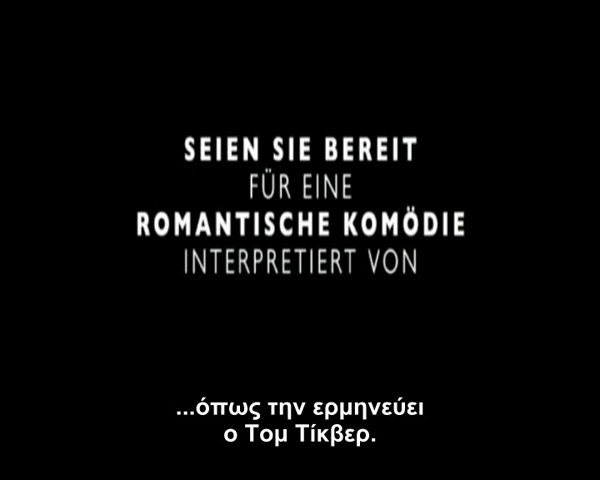 SEIEN SIE BEREIT
FÜR EINE
ROMANTISCHE KOMÖDIE
INTERPRETIERT VON
...όπως την ερμηνεύει
ο Τομ Τίκβερ.